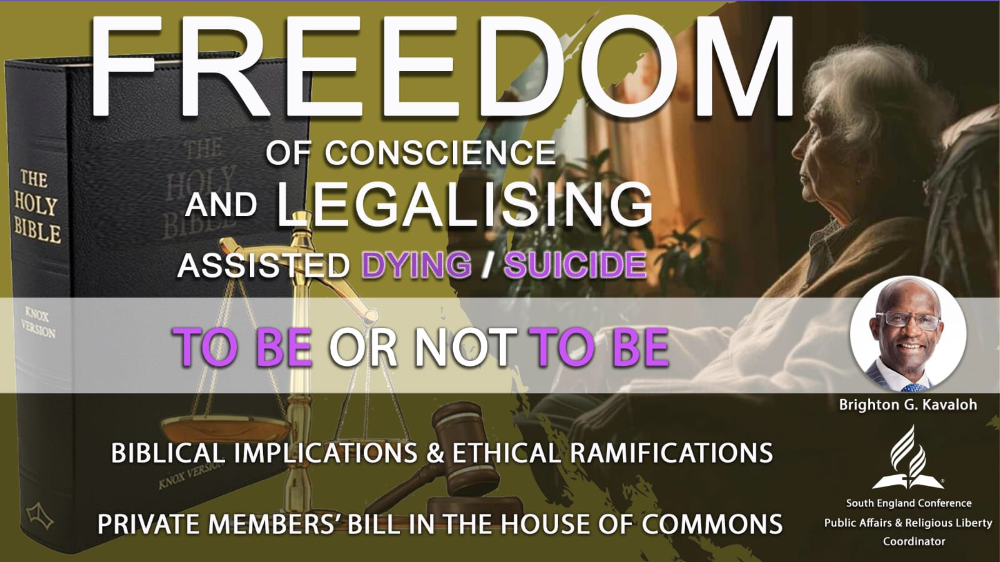 FREEDOM
OF CONSCIENCE
AND LEGALISING
ASSISTED DYING / SUICIDE
TO BE OR NOT TO BE
BIBLICAL IMPLICATIONS & ETHICAL RAMIFICATIONS
PRIVATE MEMBERS’ BILL IN THE HOUSE OF COMMONS
THE
HOLY
BIBLE
KNOX
VERSION
THE
HOLY
BIBLE
KNOX VERSION
Brighton G. Kavaloh
®
South England Conference
Public Affairs & Religious Liberty
Coordinator